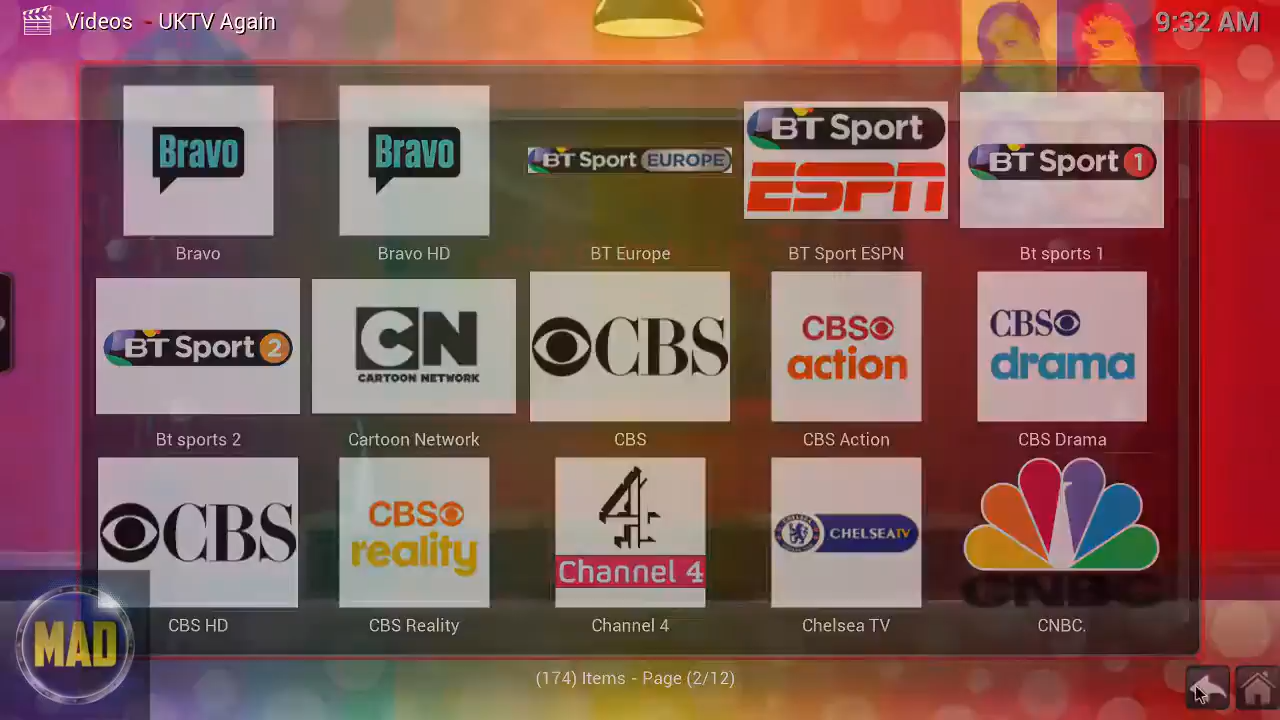 Videos - UKTV Again
9:32 AM
Bravo
Bravo
BT Sport EUROPE
BT Sport
ESPN
BT Sport 1
Bravo
Bravo HD
BT Europe
BT Sport ESPN
Bt sports 1
BT Sport 2
CN
CARTOON NETWORK
CBS
CBS
action
CBS
drama
Bt sports 2
Cartoon Network
CBS
CBS Action
CBS Drama
CBS
CBS
reality
4
Channel 4
CHELSEA TV
CNBC
CBS HD
CBS Reality
Channel 4
Chelsea TV
CNBC.
MAD
(174) Items - Page (2/12)